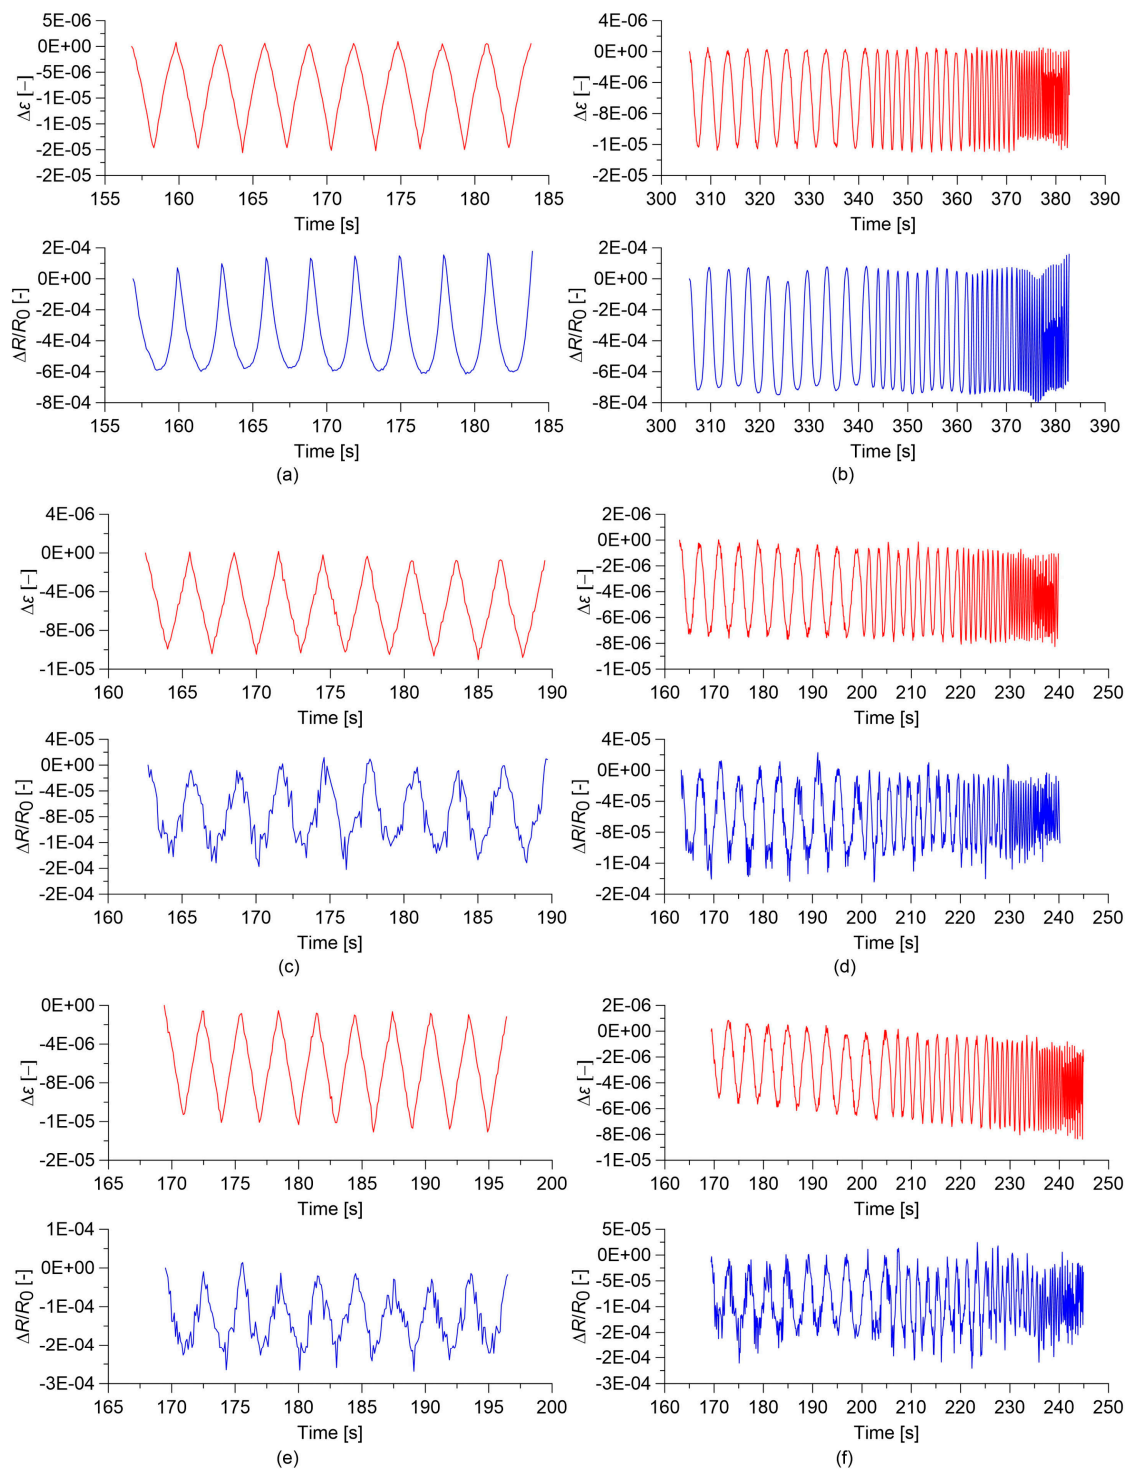 5E-06
0E+00
-5E-06
-1E-05
-1E-05
-2E-05
-2E-05
Δε [–]
155 160 165 170 175 180 185
Time [s]
2E-04
0E+00
-2E-04
-4E-04
-6E-04
-8E-04
ΔR/R0 [-]
155 160 165 170 175 180 185
Time [s]
(a)
4E-06
0E+00
-4E-06
-8E-06
-1E-05
-2E-05
Δε [–]
300 310 320 330 340 350 360 370 380 390
Time [s]
2E-04
0E+00
-2E-04
-4E-04
-6E-04
-8E-04
ΔR/R0 [-]
300 310 320 330 340 350 360 370 380 390
Time [s]
(b)
4E-06
0E+00
-4E-06
-8E-06
-1E-05
Δε [–]
160 165 170 175 180 185 190
Time [s]
4E-05
0E+00
-4E-05
-8E-05
-1E-04
-2E-04
-2E-04
ΔR/R0 [-]
160 165 170 175 180 185 190
Time [s]
(c)
2E-06
0E+00
-2E-06
-4E-06
-6E-06
-8E-06
-1E-05
Δε [–]
163 170 180 190 200 210 220 230 240 250
Time [s]
4E-05
0E+00
-4E-05
-8E-05
-1E-04
-2E-04
ΔR/R0 [-]
163 170 180 190 200 210 220 230 240 250
Time [s]
(d)
0E+00
-4E-06
-8E-06
-1E-05
-2E-05
Δε [–]
165 170 175 180 185 190 195 200
Time [s]
1E-04
0E+00
-1E-04
-2E-04
-3E-04
ΔR/R0 [-]
165 170 175 180 185 190 195 200
Time [s]
(e)
2E-06
0E+00
-2E-06
-4E-06
-6E-06
-8E-06
-1E-05
Δε [–]
160 170 180 190 200 210 220 230 240 250
Time [s]
5E-05
0E+00
-5E-05
-1E-04
-2E-04
-2E-04
-3E-04
ΔR/R0 [-]
160 170 180 190 200 210 220 230 240 250
Time [s]
(f)